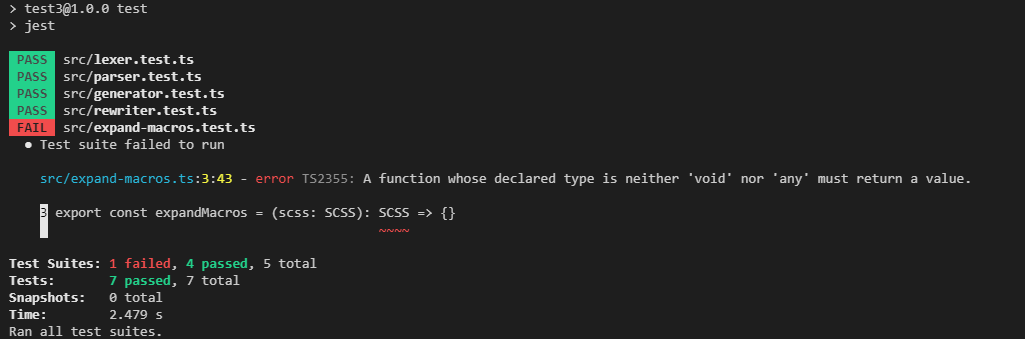 > test3@1.0.0 test
> jest
PASS src/lexer.test.ts
PASS src/parser.test.ts
PASS src/generator.test.ts
PASS src/rewriter.test.ts
FAIL src/expand-macros.test.ts
● Test suite failed to run
src/expand-macros.ts:3:43 - error TS2355: A function whose declared type is neither 'void' nor 'any' must return a value.
3 export const expandMacros = (scss: SCSS): SCSS => {}
~~~~
Test Suites: 1 failed, 4 passed, 5 total
Tests: 7 passed, 7 total
Snapshots: 0 total
Time: 2.479 s
Ran all test suites.